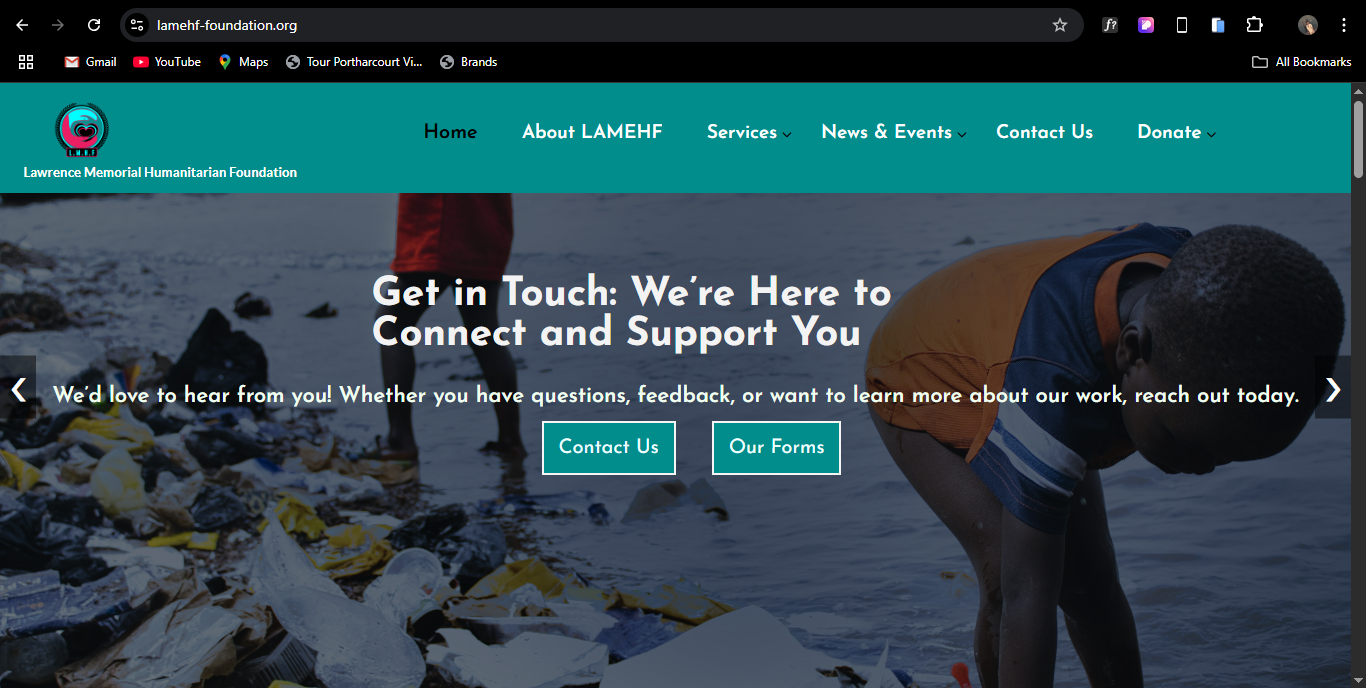 lamehf-foundation.org
f?
Gmail
YouTube
Maps
Tour Portharcourt Vi...
Brands
All Bookmarks
L.M.H.F
Lawrence Memorial Humanitarian Foundation
Home
About LAMEHF
Services
News & Events
Contact Us
Donate
Get in Touch: We’re Here to
Connect and Support You
We’d love to hear from you! Whether you have questions, feedback, or want to learn more about our work, reach out today.
Contact Us
Our Forms